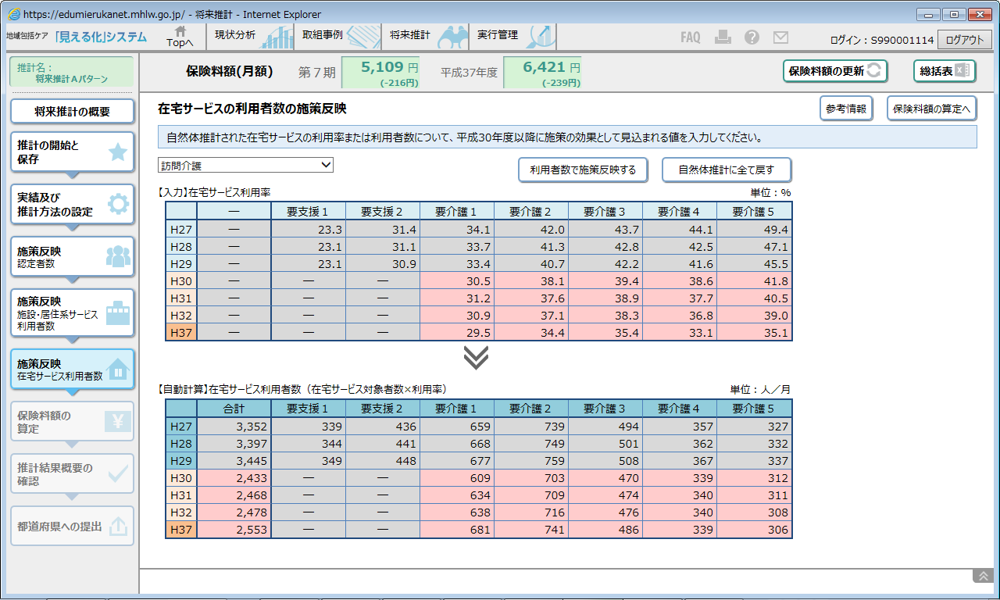 https://edumierukanet.mhlw.go.jp/ - 将来推計 - Internet Explorer
地域包括ケア 「見える化」システム Topへ 現状分析 取組事例 将来推計 実行管理 FAQ ログイン：S990001114 ログアウト
推計名：
将来推計Ａパターン
保険料額(月額) 第７期 5,109 円 (-216円) 平成37年度 6,421 円 (-239円) 保険料額の更新 総括表
将来推計の概要
推計の開始と
保存
実績及び
推計方法の設定
施策反映
認定者数
施策反映
施設・居住系サービス
利用者数
施策反映
在宅サービス利用者数
保険料額の
算定
推計結果概要の
確認
都道府県への提出
在宅サービスの利用者数の施策反映 参考情報 保険料額の算定へ
自然体推計された在宅サービスの利用率または利用者数について、平成30年度以降に施策の効果として見込まれる値を入力してください。
訪問介護 利用者数で施策反映する 自然体推計に全て戻す
【入力】在宅サービス利用率 単位：％
― 要支援１ 要支援２ 要介護１ 要介護２ 要介護３ 要介護４ 要介護５
H27 ― 23.3 31.4 34.1 42.0 43.7 44.1 49.4
H28 ― 23.1 31.1 33.7 41.3 42.8 42.5 47.1
H29 ― 23.1 30.9 33.4 40.7 42.2 41.6 45.5
H30 ― ― ― 30.5 38.1 39.4 38.6 41.8
H31 ― ― ― 31.2 37.6 38.9 37.7 40.5
H32 ― ― ― 30.9 37.1 38.3 36.8 39.0
H37 ― ― ― 29.5 34.4 35.4 33.1 35.1
【自動計算】在宅サービス利用者数（在宅サービス対象者数×利用率） 単位：人／月
合計 要支援１ 要支援２ 要介護１ 要介護２ 要介護３ 要介護４ 要介護５
H27 3,352 339 436 659 739 494 357 327
H28 3,397 344 441 668 749 501 362 332
H29 3,445 349 448 677 759 508 367 337
H30 2,433 ― ― 609 703 470 339 312
H31 2,468 ― ― 634 709 474 340 311
H32 2,478 ― ― 638 716 476 340 308
H37 2,553 ― ― 681 741 486 339 306